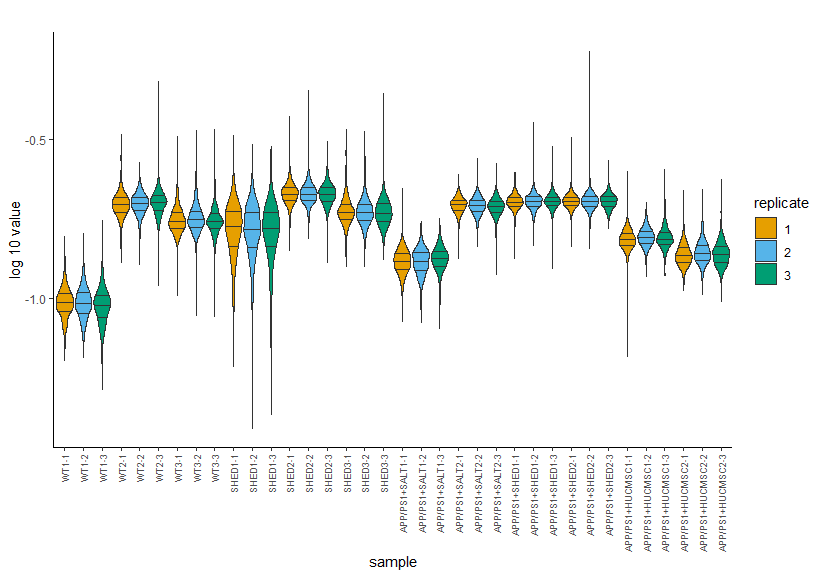 -0.5
-1.0
log 10 value
WT1-1
WT1-2
WT1-3
WT2-1
WT2-2
WT2-3
WT3-1
WT3-2
WT3-3
SHED1-1
SHED1-2
SHED1-3
SHED2-1
SHED2-2
SHED2-3
SHED3-1
SHED3-2
SHED3-3
APP/PS1+SALT1-1
APP/PS1+SALT1-2
APP/PS1+SALT1-3
APP/PS1+SALT2-1
APP/PS1+SALT2-2
APP/PS1+SALT2-3
APP/PS1+SHED1-1
APP/PS1+SHED1-2
APP/PS1+SHED1-3
APP/PS1+SHED2-1
APP/PS1+SHED2-2
APP/PS1+SHED2-3
APP/PS1+HUCMSC1-1
APP/PS1+HUCMSC1-2
APP/PS1+HUCMSC1-3
APP/PS1+HUCMSC2-1
APP/PS1+HUCMSC2-2
APP/PS1+HUCMSC2-3
sample
replicate
1
2
3